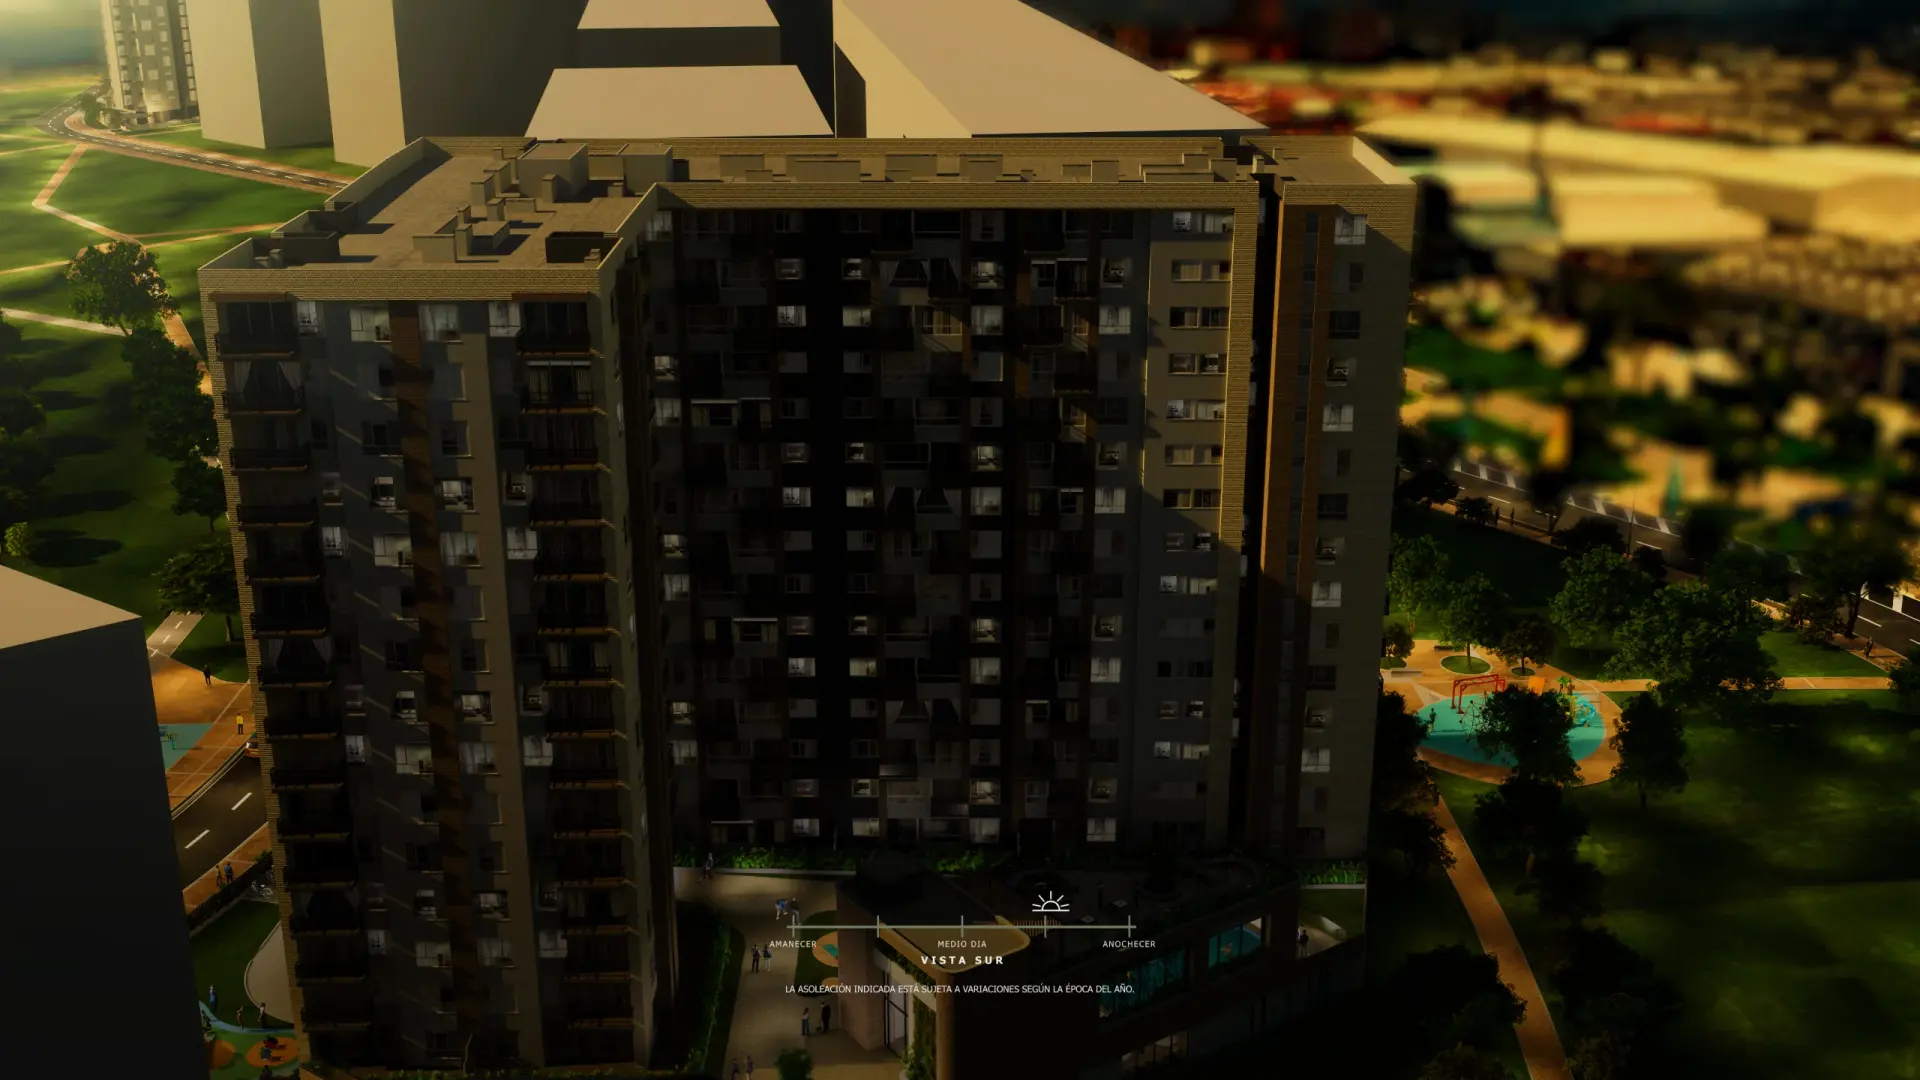 AMANECER
MEDIO DIA
ANOCHECER
VISTA SUR
LA ASOLEACIÓN INDICADA ESTÁ SUJETA A VARIACIONES SEGÚN LA ÉPOCA DEL AÑO.